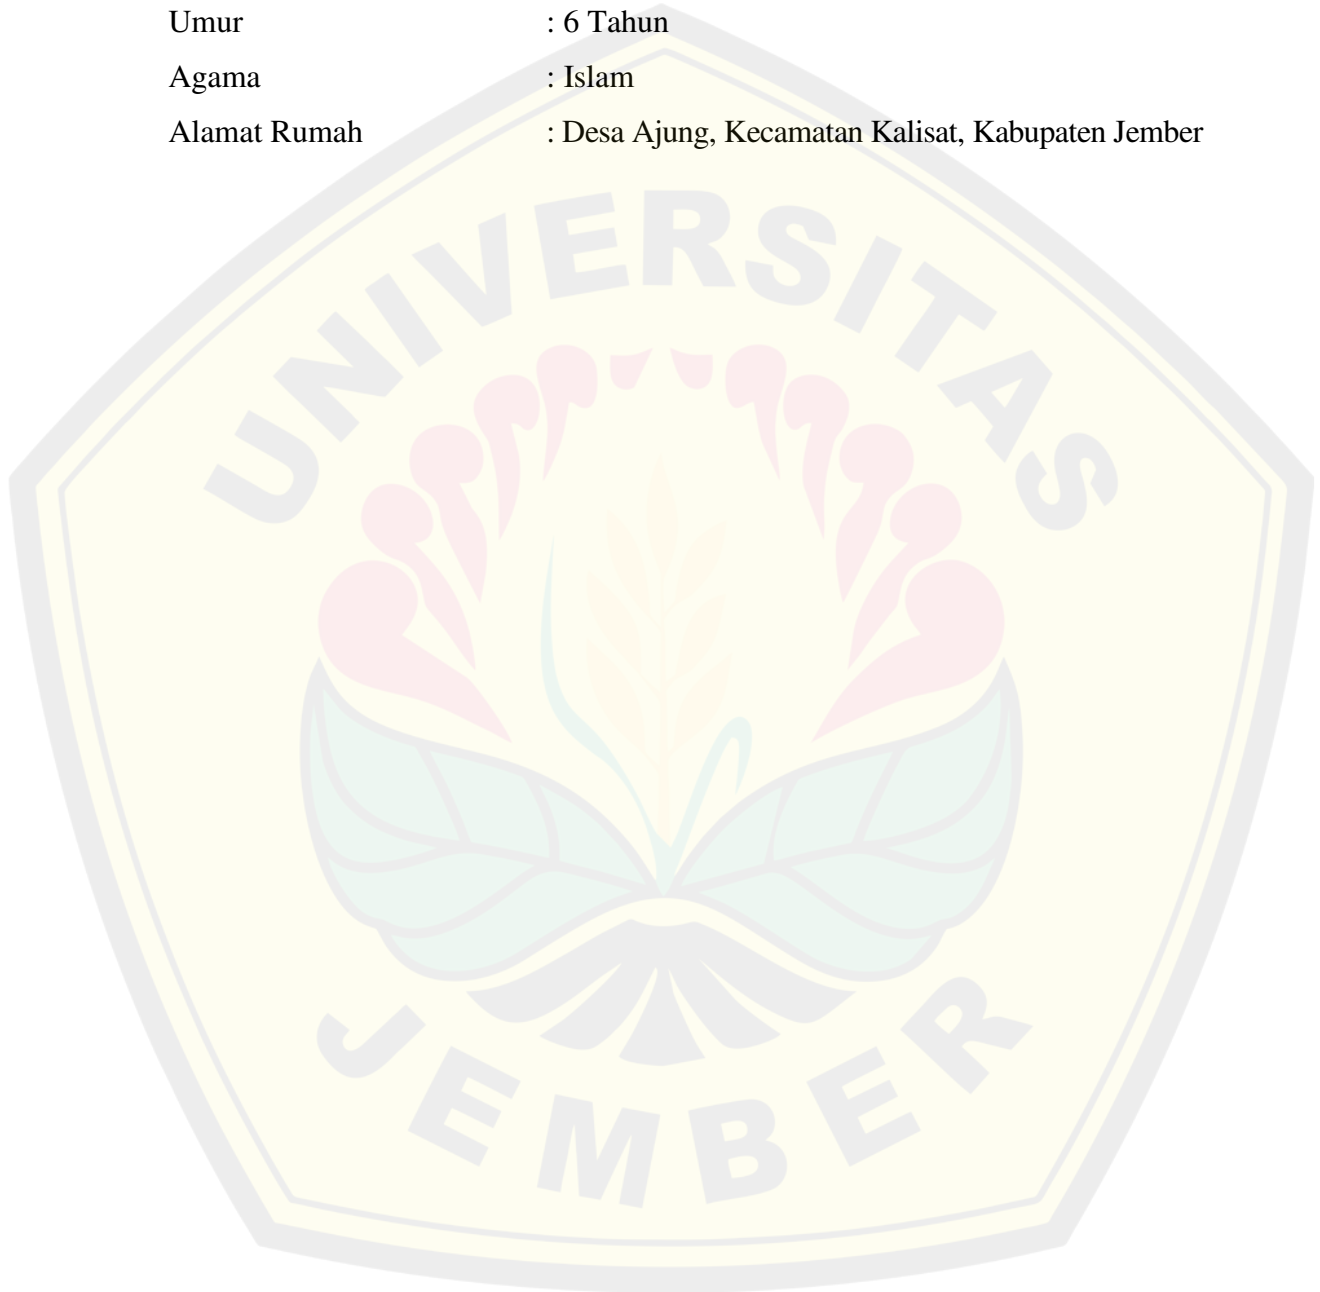 Umur : 6 Tahun
Agama : Islam
Alamat Rumah : Desa Ajung, Kecamatan Kalisat, Kabupaten Jember
UNIVERSITAS
JEMBER